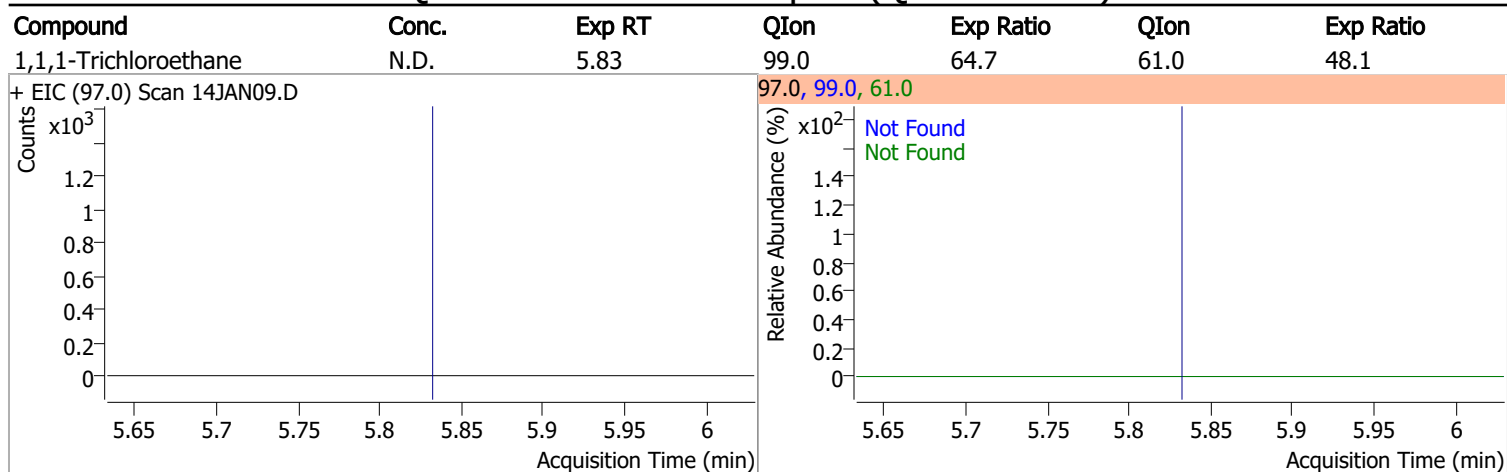 Compound Conc. Exp RT QIon Exp Ratio QIon Exp Ratio
1,1,1-Trichloroethane N.D. 5.83 99.0 64.7 61.0 48.1
+ EIC (97.0) Scan 14JAN09.D
Counts
x10³
1.2
1
0.8
0.6
0.4
0.2
0
5.65 5.7 5.75 5.8 5.85 5.9 5.95 6
Acquisition Time (min)
97.0, 99.0, 61.0
Relative Abundance (%)
x10²
Not Found
Not Found
1.4
1.2
1
0.8
0.6
0.4
0.2
0
5.65 5.7 5.75 5.8 5.85 5.9 5.95 6
Acquisition Time (min)